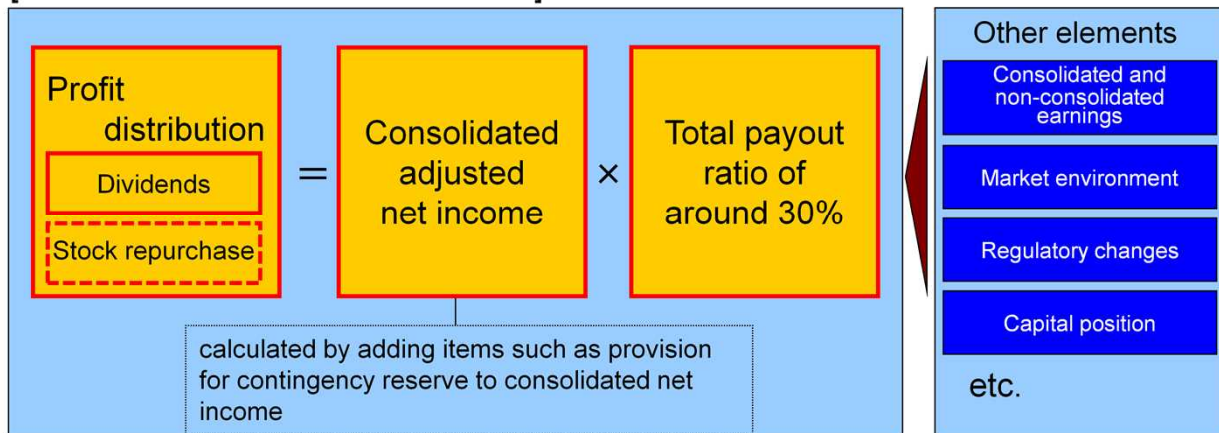 Profit
distribution
Dividends
Stock repurchase
=
Consolidated
adjusted
net income
×
Total payout
ratio of
around 30%
calculated by adding items such as provision
for contingency reserve to consolidated net
income
Other elements
Consolidated and
non-consolidated
earnings
Market environment
Regulatory changes
Capital position
etc.